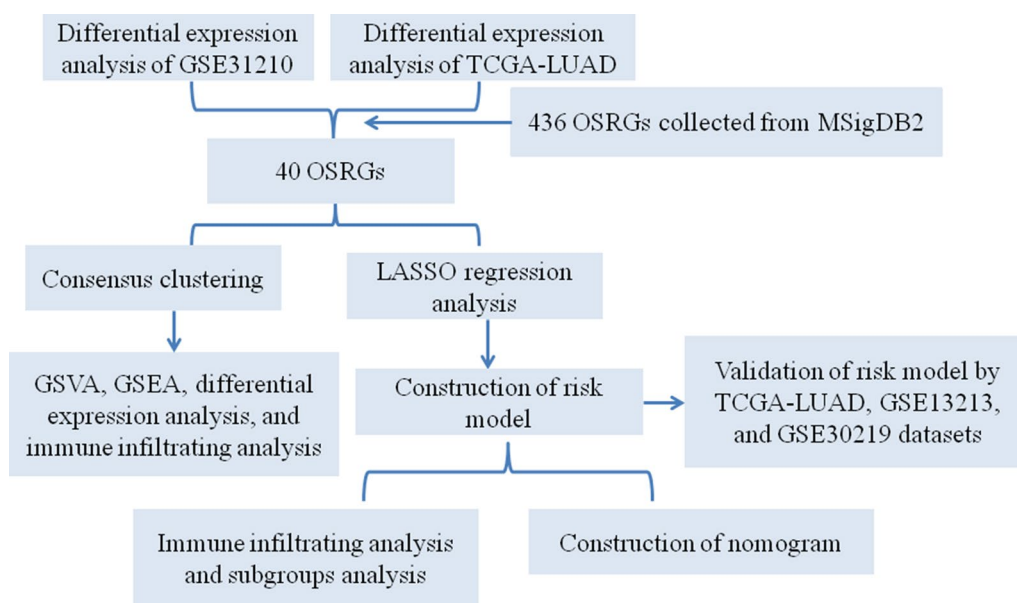 Differential expression
analysis of GSE31210
Differential expression
analysis of TCGA-LUAD
436 OSRGs collected from MSigDB2
40 OSRGs
Consensus clustering
LASSO regression
analysis
GSVA, GSEA, differential
expression analysis, and
immune infiltrating analysis
Construction of risk
model
Validation of risk model by
TCGA-LUAD, GSE13213,
and GSE30219 datasets
Immune infiltrating analysis
and subgroups analysis
Construction of nomogram